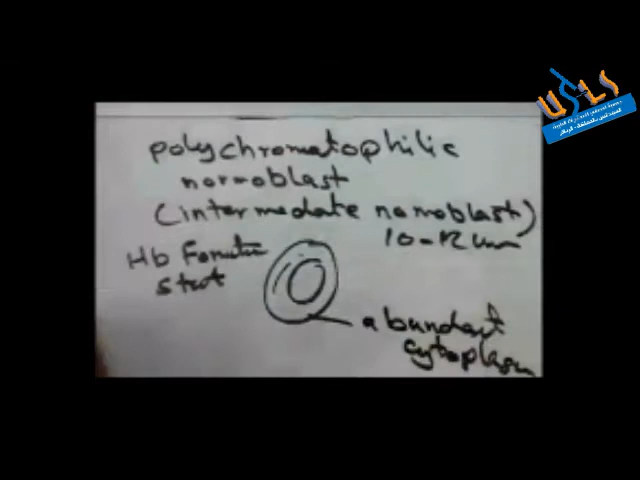 polychromatophilic
normoblast
(intermediate normoblast)
10-12 um
Hb Formation
start
abundant
cytoplasm